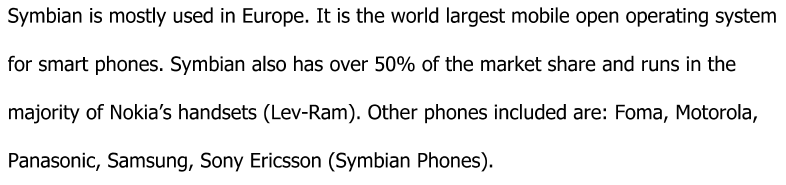 Symbian is mostly used in Europe. It is the world largest mobile open operating system
for smart phones. Symbian also has over 50% of the market share and runs in the
majority of Nokia's handsets (Lev-Ram). Other phones included are: Foma, Motorola,
Panasonic, Samsung, Sony Ericsson (Symbian Phones).